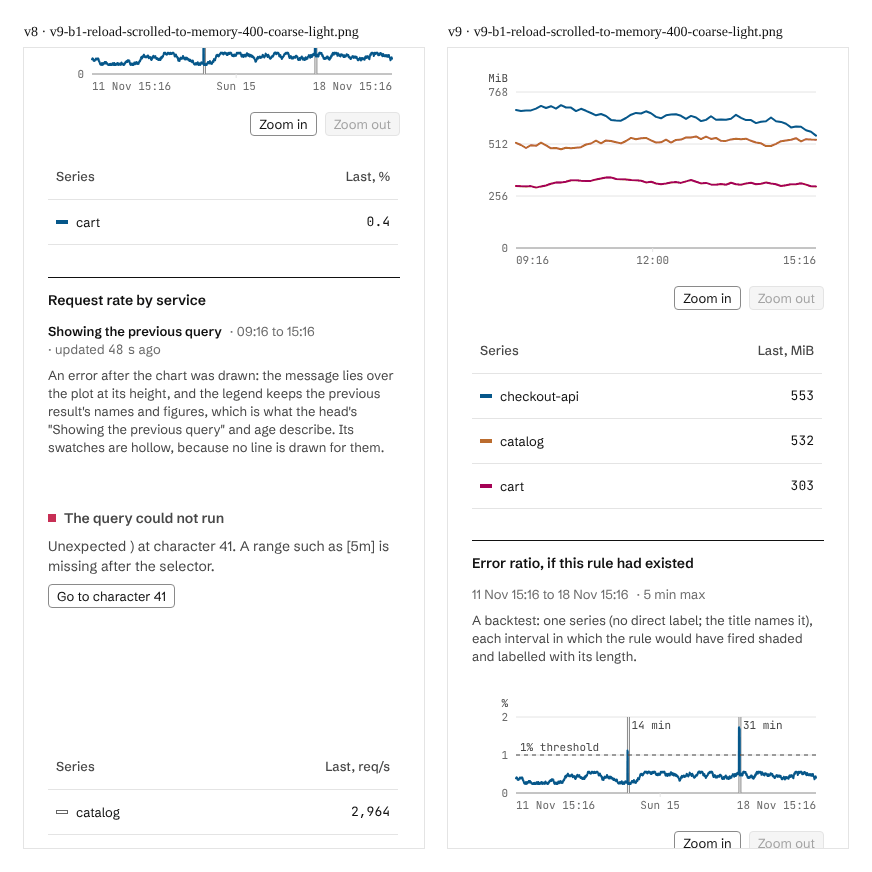 v8 · v9-b1-reload-scrolled-to-memory-400-coarse-light.png
0
11 Nov 15:16 Sun 15 18 Nov 15:16
Zoom in Zoom out
Series Last, %
cart 0.4
Request rate by service
Showing the previous query · 09:16 to 15:16
· updated 48 s ago
An error after the chart was drawn: the message lies over
the plot at its height, and the legend keeps the previous
result's names and figures, which is what the head's
"Showing the previous query" and age describe. Its
swatches are hollow, because no line is drawn for them.
The query could not run
Unexpected ) at character 41. A range such as [5m] is
missing after the selector.
Go to character 41
Series Last, req/s
catalog 2,964
v9 · v9-b1-reload-scrolled-to-memory-400-coarse-light.png
MiB
768
512
256
0
09:16 12:00 15:16
Zoom in Zoom out
Series Last, MiB
checkout-api 553
catalog 532
cart 303
Error ratio, if this rule had existed
11 Nov 15:16 to 18 Nov 15:16 · 5 min max
A backtest: one series (no direct label; the title names it),
each interval in which the rule would have fired shaded
and labelled with its length.
%
2
14 min 31 min
1% threshold
1
0
11 Nov 15:16 Sun 15 18 Nov 15:16
Zoom in Zoom out